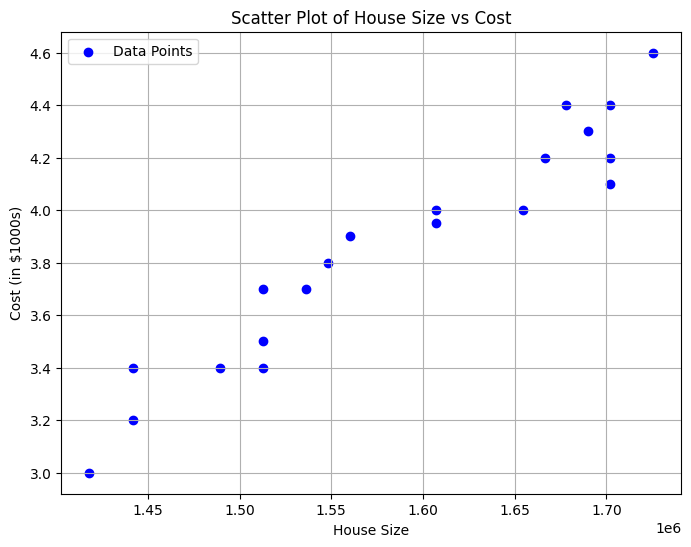 Scatter Plot of House Size vs Cost
Data Points
Cost (in $1000s)
4.6
4.4
4.2
4.0
3.8
3.6
3.4
3.2
3.0
1.45 1.50 1.55 1.60 1.65 1.70
1e6
House Size